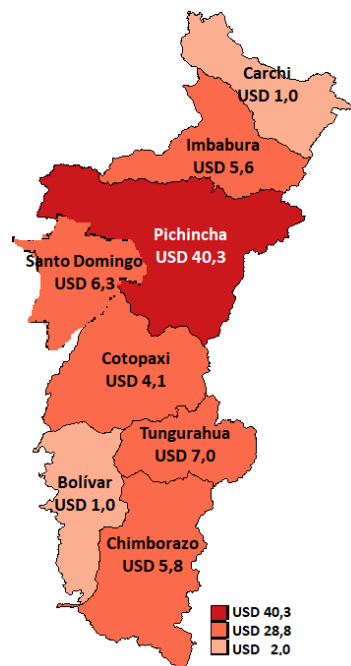 Carchi
USD 1,0
Imbabura
USD 5,6
Pichincha
USD 40,3
Santo Domingo
USD 6,3
Cotopaxi
USD 4,1
Tungurahua
USD 7,0
Bolívar
USD 1,0
Chimborazo
USD 5,8
USD 40,3
USD 28,8
USD 2,0